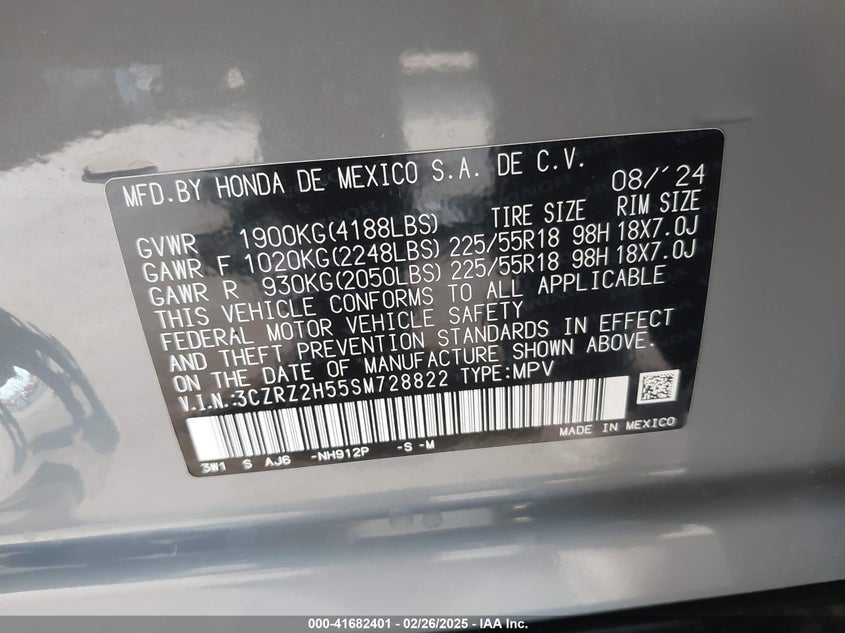 MFD.BY HONDA DE MEXICO S.A. DE C.V. 08/'24
TIRE SIZE RIM SIZE
GVWR 1900KG(4188LBS)
GAWR F 1020KG(2248LBS) 225/55R18 98H 18X7.0J
GAWR R 930KG(2050LBS) 225/55R18 98H 18X7.0J
THIS VEHICLE CONFORMS TO ALL APPLICABLE
FEDERAL MOTOR VEHICLE SAFETY
AND THEFT PREVENTION STANDARDS IN EFFECT
ON THE DATE OF MANUFACTURE SHOWN ABOVE.
V.I.N.:3CZRZ2H55SM728822 TYPE:MPV
MADE IN MEXICO
3W1 S AJ6 -NH912P -S -M
000-41682401 - 02/26/2025 - IAA Inc.